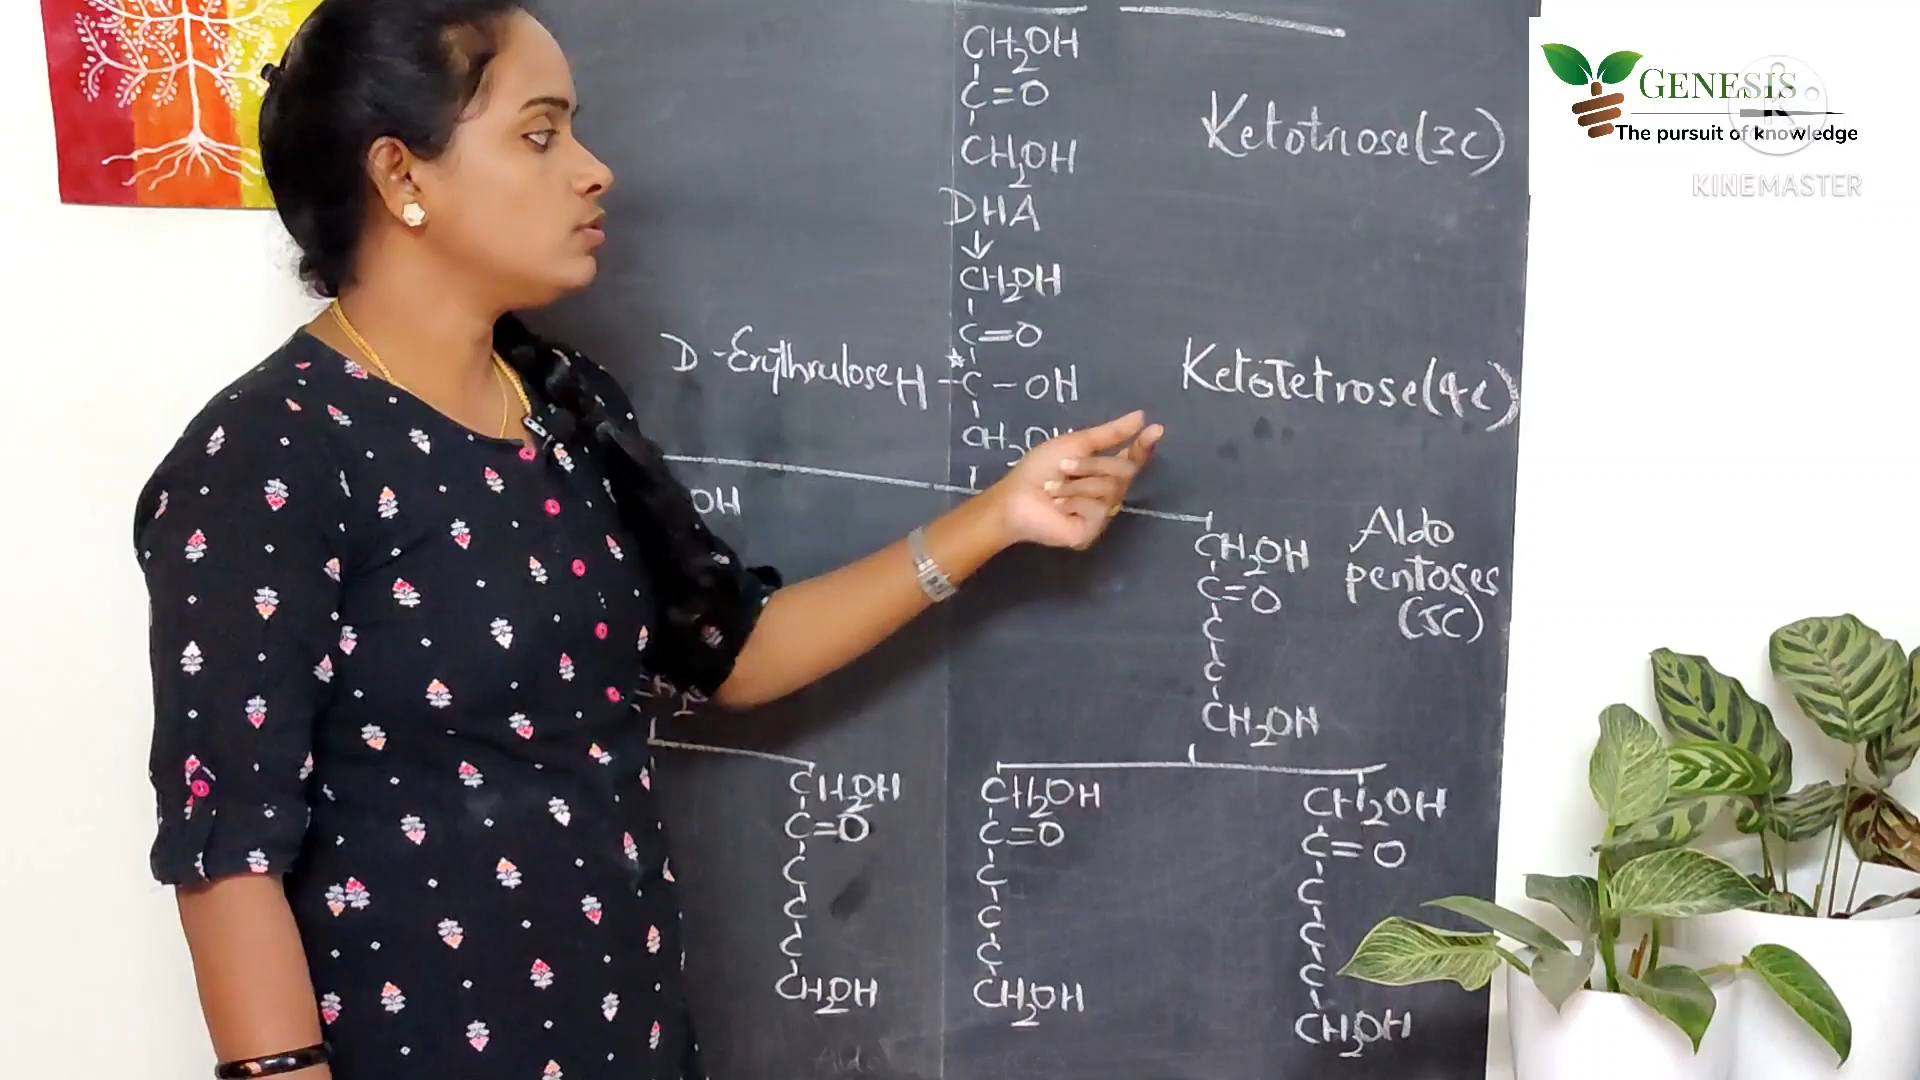 CH2OH
C=O
CH2OH
DHA
Ketotriose(3C)
GENESIS
The pursuit of knowledge
KINEMASTER
CH2OH
C=O
D-Erythrulose H-C-OH
CH2OH
KetoTetrose(4C)
OH
CH2OH
C=O
C
C
CH2OH
Aldo
pentoses
(5C)
CH2OH
C=O
C
C
C
CH2OH
CH2OH
C=O
C
C
C
CH2OH
CH2OH
C=O
C
C
C
CH2OH
Aldo